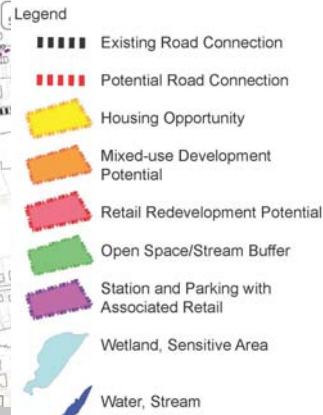 Legend
Existing Road Connection
Potential Road Connection
Housing Opportunity
Mixed-use Development
Potential
Retail Redevelopment Potential
Open Space/Stream Buffer
Station and Parking with
Associated Retail
Wetland, Sensitive Area
Water, Stream